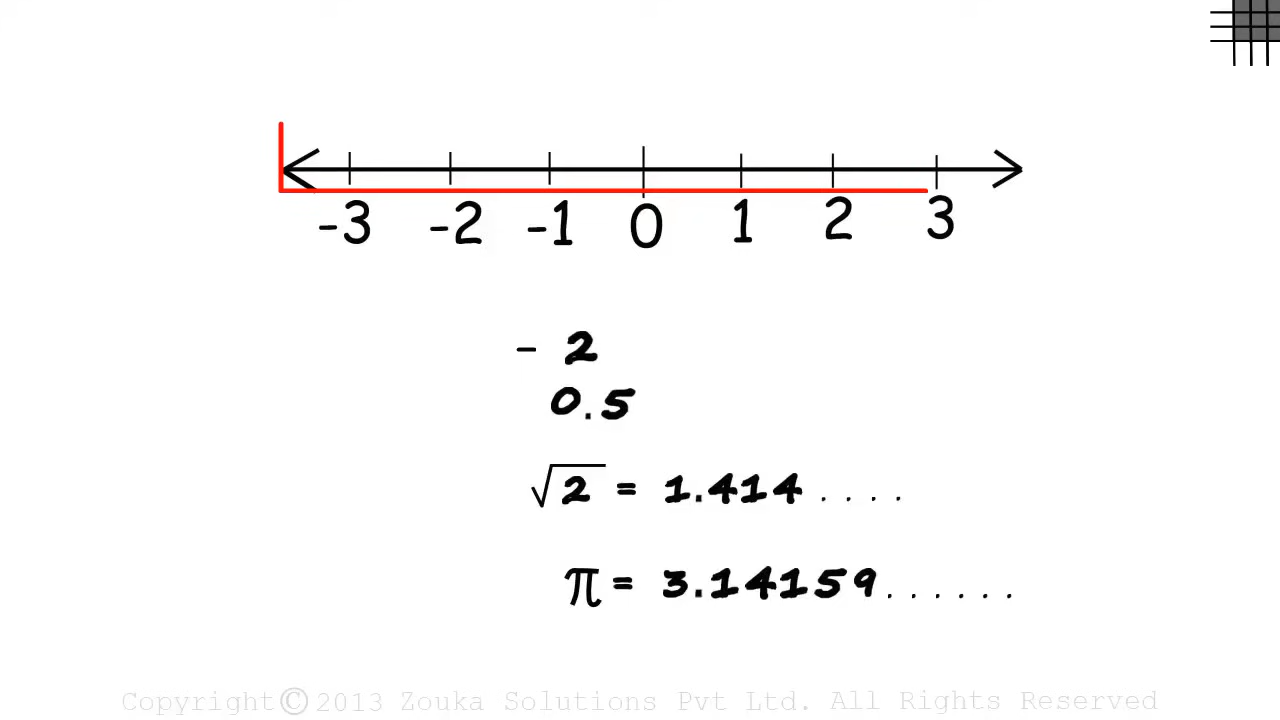 -3 -2 -1 0 1 2 3
- 2
0.5
√2 = 1.414 . . . .
π = 3.14159 . . . . . .
Copyright © 2013 Zouka Solutions Pvt Ltd. All Rights Reserved